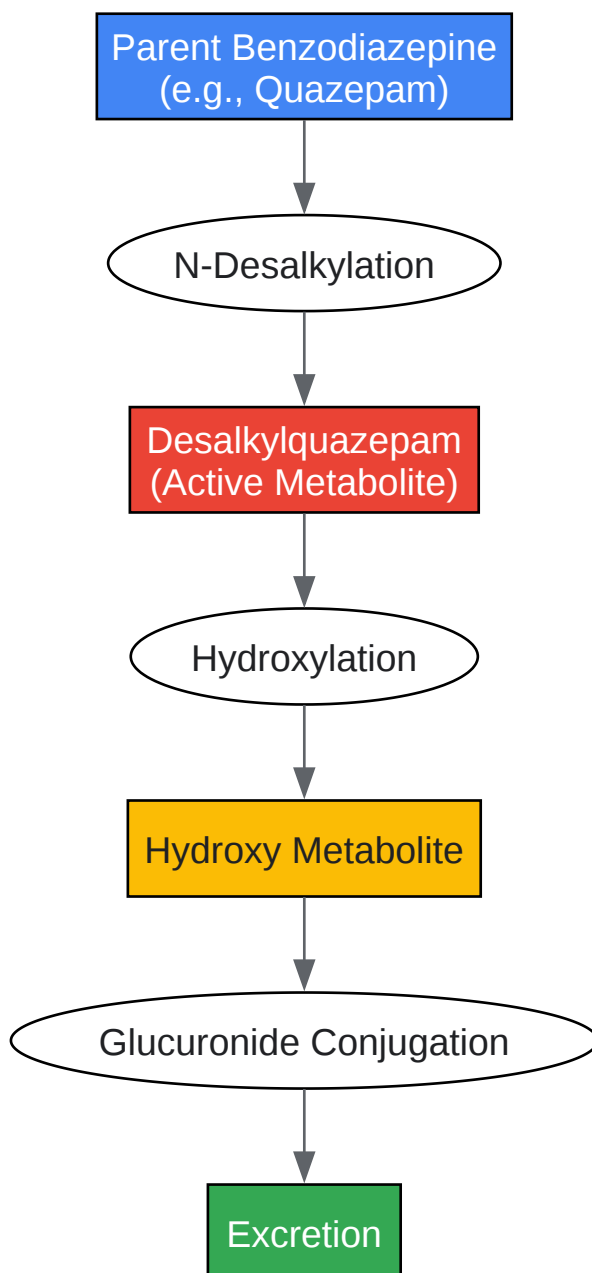 Parent Benzodiazepine
(e.g., Quazepam)
N-Desalkylation
Desalkylquazepam
(Active Metabolite)
Hydroxylation
Hydroxy Metabolite
Glucuronide Conjugation
Excretion